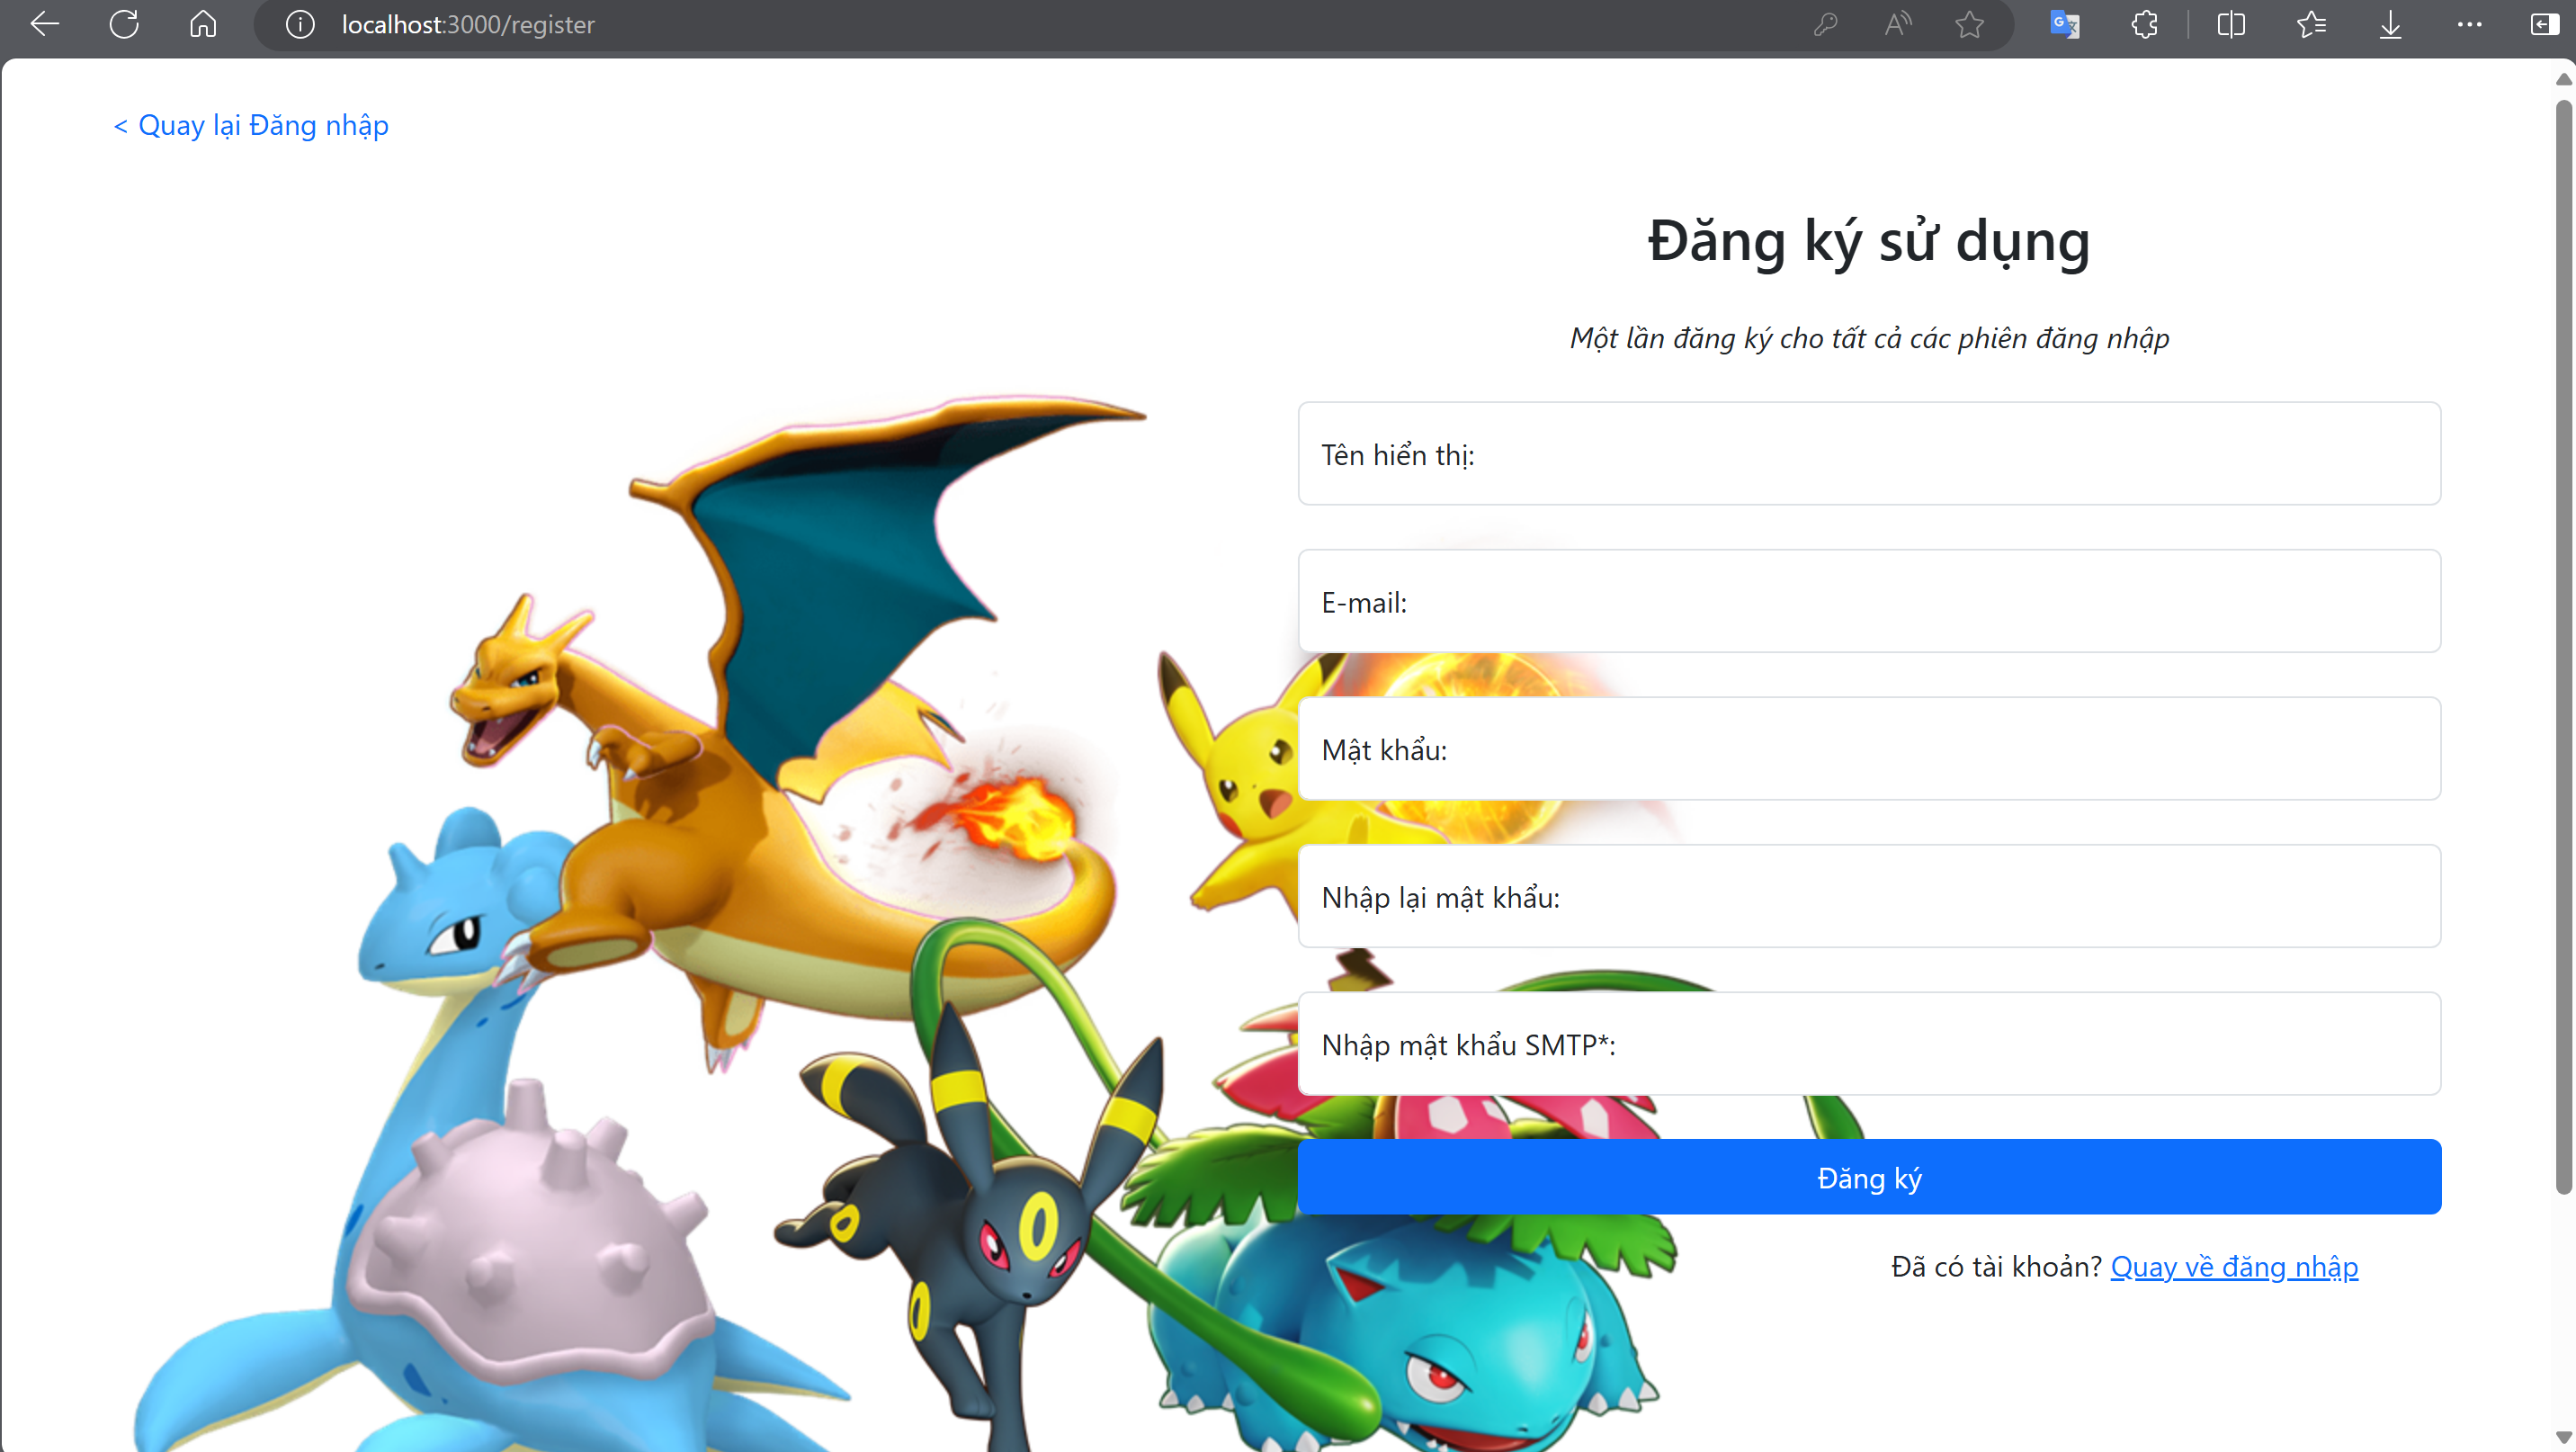 localhost:3000/register
< Quay lại Đăng nhập
Đăng ký sử dụng
Một lần đăng ký cho tất cả các phiên đăng nhập
Tên hiển thị:
E-mail:
Mật khẩu:
Nhập lại mật khẩu:
Nhập mật khẩu SMTP*:
Đăng ký
Đã có tài khoản? Quay về đăng nhập